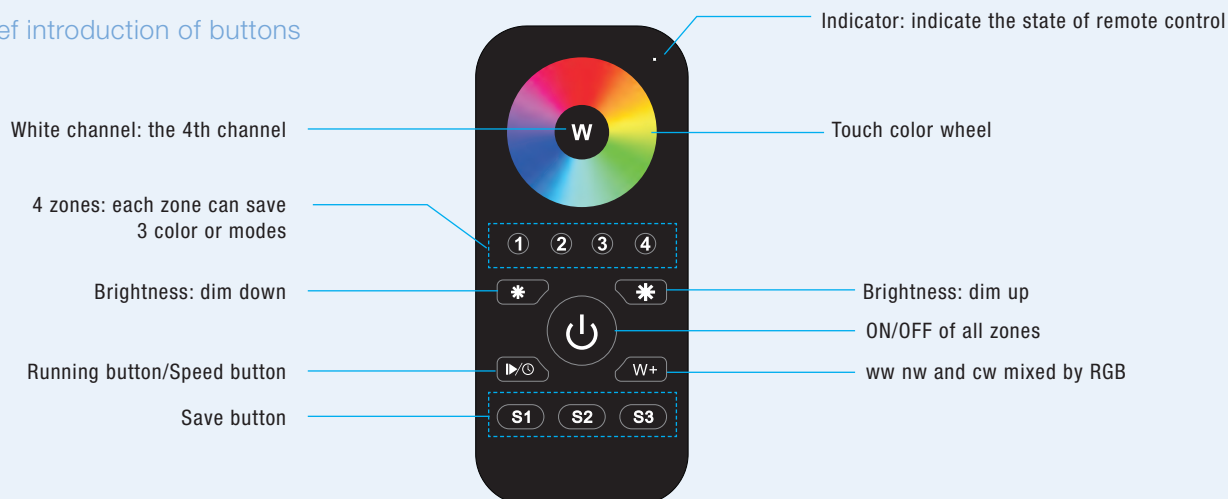 ef introduction of buttons
Indicator: indicate the state of remote control
White channel: the 4th channel
W
Touch color wheel
4 zones: each zone can save
3 color or modes
1 2 3 4
Brightness: dim down
Brightness: dim up
ON/OFF of all zones
Running button/Speed button
W+
ww nw and cw mixed by RGB
Save button
S1 S2 S3